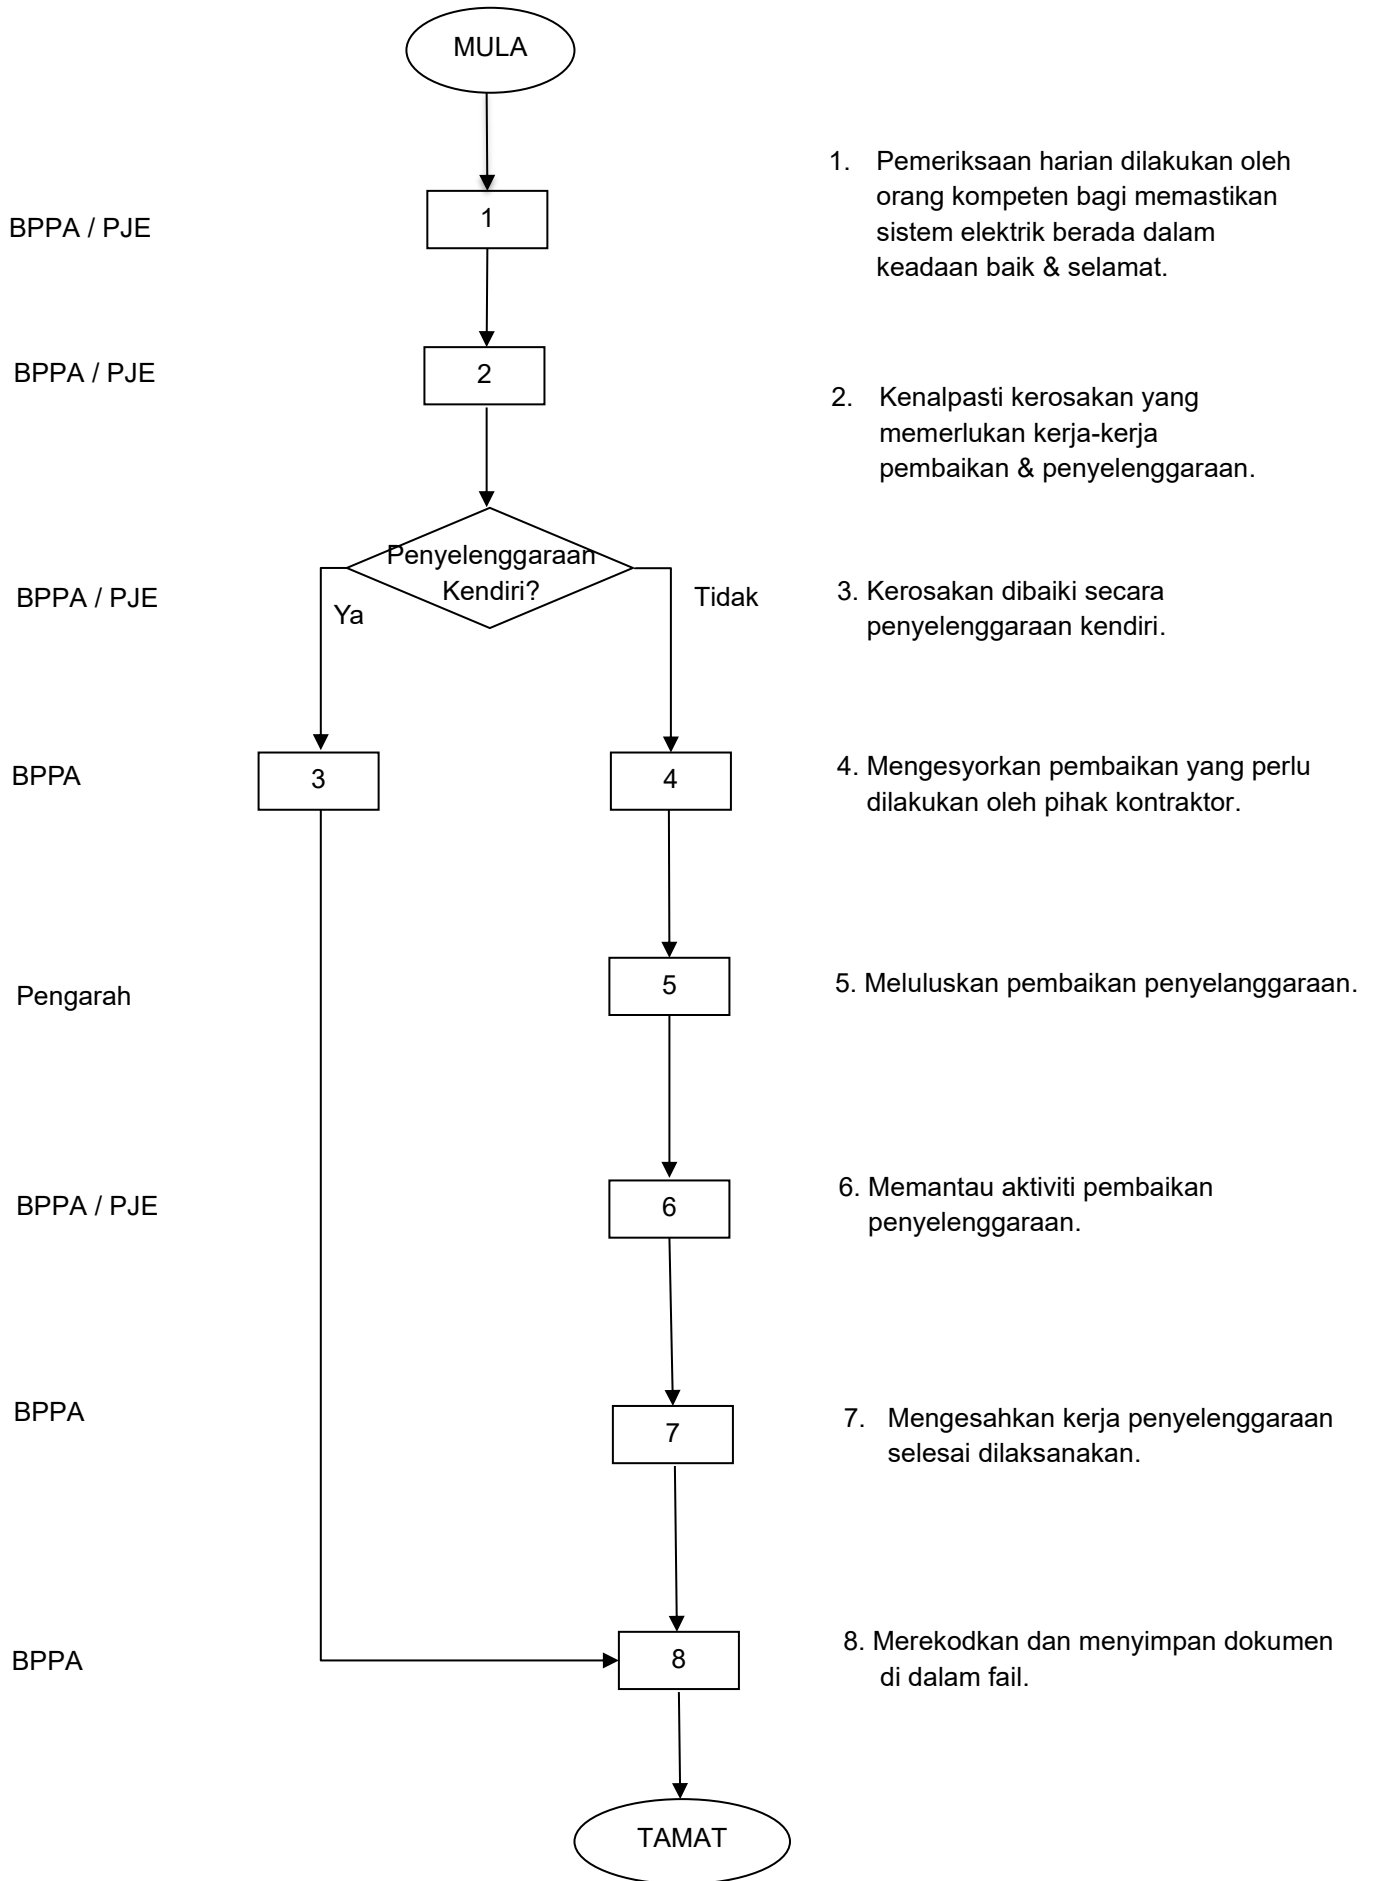 MULA
BPPA / PJE
1
1. Pemeriksaan harian dilakukan oleh
orang kompeten bagi memastikan
sistem elektrik berada dalam
keadaan baik & selamat.
BPPA / PJE
2
2. Kenalpasti kerosakan yang
memerlukan kerja-kerja
pembaikan & penyelenggaraan.
BPPA / PJE
Penyelenggaraan
Kendiri?
Ya
Tidak
3. Kerosakan dibaiki secara
penyelenggaraan kendiri.
BPPA
3
4
4. Mengesyorkan pembaikan yang perlu
dilakukan oleh pihak kontraktor.
Pengarah
5
5. Meluluskan pembaikan penyelanggaraan.
BPPA / PJE
6
6. Memantau aktiviti pembaikan
penyelenggaraan.
BPPA
7
7. Mengesahkan kerja penyelenggaraan
selesai dilaksanakan.
BPPA
8
8. Merekodkan dan menyimpan dokumen
di dalam fail.
TAMAT